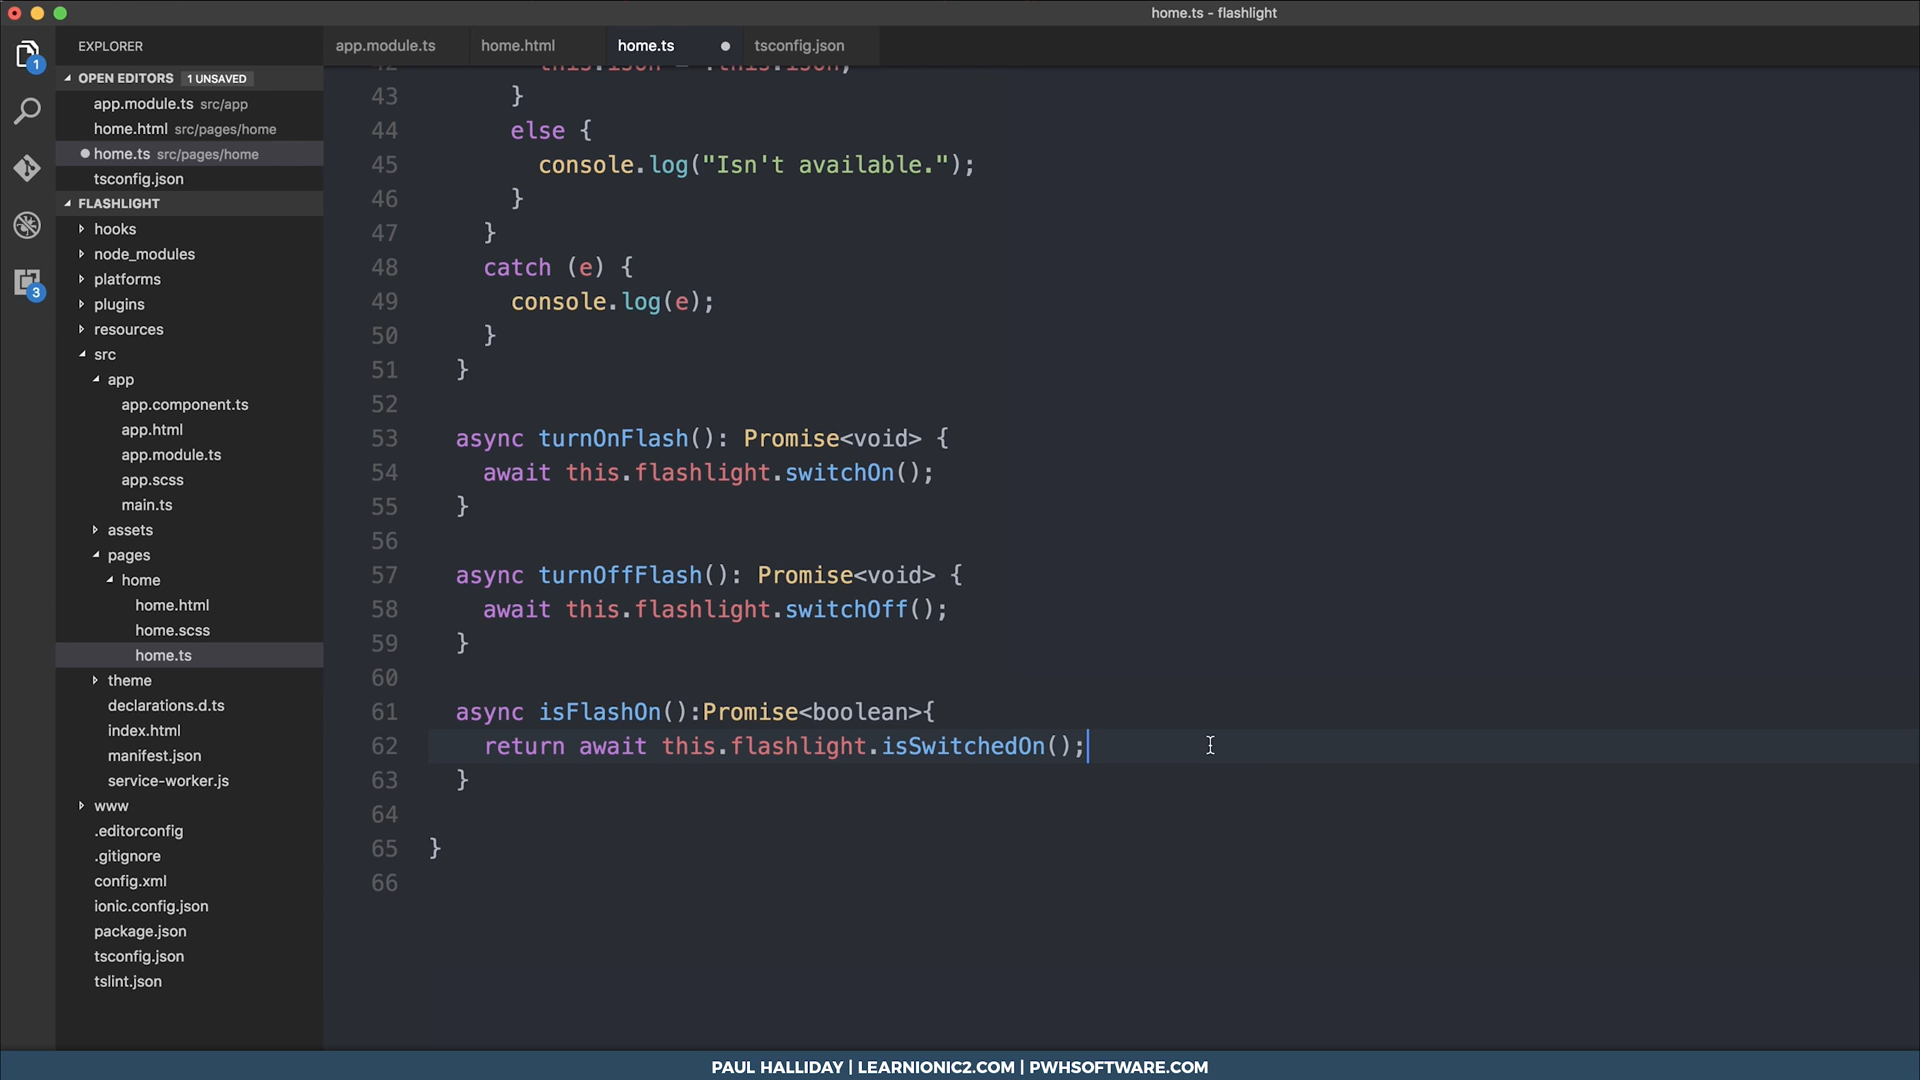 home.ts - flashlight
EXPLORER
app.module.ts
home.html
home.ts
tsconfig.json
1
OPEN EDITORS 1 UNSAVED
app.module.ts src/app
home.html src/pages/home
home.ts src/pages/home
tsconfig.json
3
FLASHLIGHT
hooks
node_modules
platforms
plugins
resources
src
app
app.component.ts
app.html
app.module.ts
app.scss
main.ts
assets
pages
home
home.html
home.scss
home.ts
theme
declarations.d.ts
index.html
manifest.json
service-worker.js
www
.editorconfig
.gitignore
config.xml
ionic.config.json
package.json
tsconfig.json
tslint.json
43 }
44 else {
45 console.log("Isn't available.");
46 }
47 }
48 catch (e) {
49 console.log(e);
50 }
51 }
52
53 async turnOnFlash(): Promise<void> {
54 await this.flashlight.switchOn();
55 }
56
57 async turnOffFlash(): Promise<void> {
58 await this.flashlight.switchOff();
59 }
60
61 async isFlashOn():Promise<boolean>{
62 return await this.flashlight.isSwitchedOn();
63 }
64
65 }
66
PAUL HALLIDAY | LEARNIONIC2.COM | PWHSOFTWARE.COM